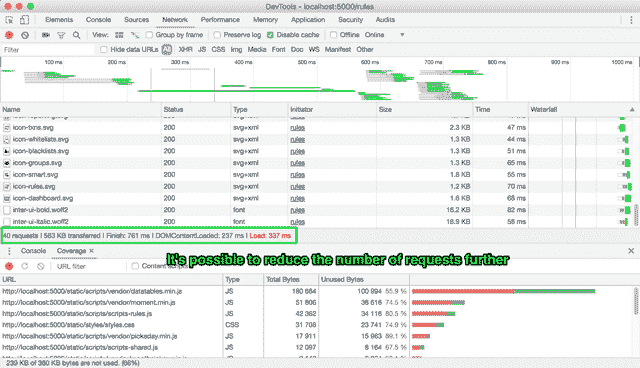 DevTools - localhost:5000/rules
Elements Console Sources Network Performance Memory Application Security Audits
View: Group by frame Preserve log Disable cache Offline Online
Filter Hide data URLs All XHR JS CSS Img Media Font Doc WS Manifest Other
100 ms 200 ms 300 ms 400 ms 500 ms 600 ms 700 ms 800 ms 900 ms 1000 ms
Name Status Type Initiator Size Time Waterfall
icon-txns.svg 200 svg+xml rules 2.3 KB 47 ms
icon-whitelists.svg 200 svg+xml rules 1.3 KB 44 ms
icon-blacklists.svg 200 svg+xml rules 1.3 KB 51 ms
icon-groups.svg 200 svg+xml rules 1.3 KB 65 ms
icon-smart.svg 200 svg+xml rules 1.8 KB 55 ms
icon-rules.svg 200 svg+xml rules 1.2 KB 70 ms
icon-dashboard.svg 200 svg+xml rules 1.6 KB 68 ms
inter-ui-bold.woff2 200 font rules 16.2 KB 82 ms
inter-ui-italic.woff2 200 font rules 18.9 KB 58 ms
40 requests | 583 KB transferred | Finish: 761 ms | DOMContentLoaded: 237 ms | Load: 337 ms
Console Coverage ×
It's possible to reduce the number of requests further
URL filter Content scripts
URL Type Total Bytes Unused Bytes
http://localhost:5000/static/scripts/vendor/datatables.min.js JS 180 684 100 994 55.9 %
http://localhost:5000/static/scripts/vendor/moment.min.js JS 51 806 38 616 74.5 %
http://localhost:5000/static/scripts/scripts-rules.js JS 42 362 34 116 80.5 %
http://localhost:5000/static/styles/styles.css CSS 31 708 23 741 74.9 %
http://localhost:5000/static/scripts/vendor/pickaday.min.js JS 17 911 15 963 89.1 %
http://localhost:5000/static/scripts/scripts-shared.js JS 12 097 8 164 67.5 %
239 KB of 360 KB bytes are not used. (66%)